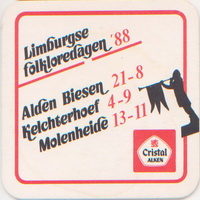 Limburgse '88
folkloredagen
Alden Biesen 21-8
Kelchterhoef 4-9
Molenheide 13-11
Cristal
ALKEN